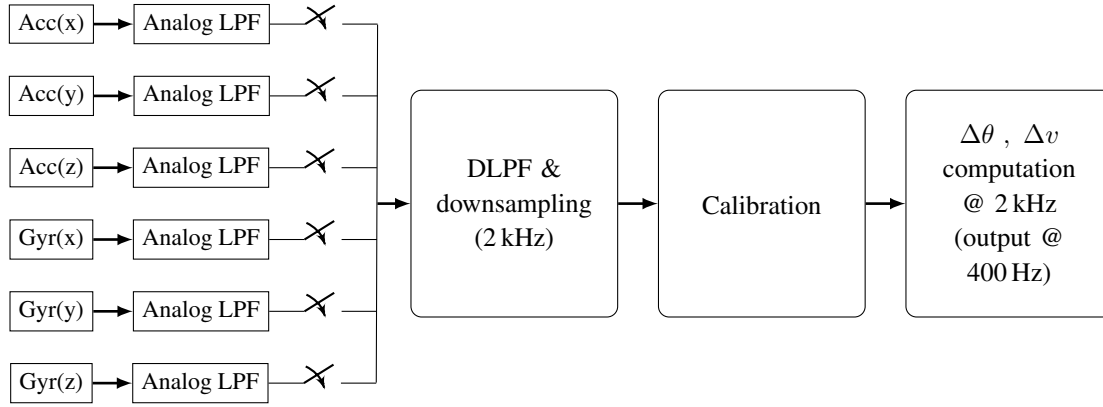 Acc(x)
Analog LPF
Acc(y)
Analog LPF
Acc(z)
Analog LPF
Gyr(x)
Analog LPF
Gyr(y)
Analog LPF
Gyr(z)
Analog LPF
DLPF &
downsampling
(2 kHz)
Calibration
Δθ , Δv
computation
@ 2 kHz
(output @
400 Hz)